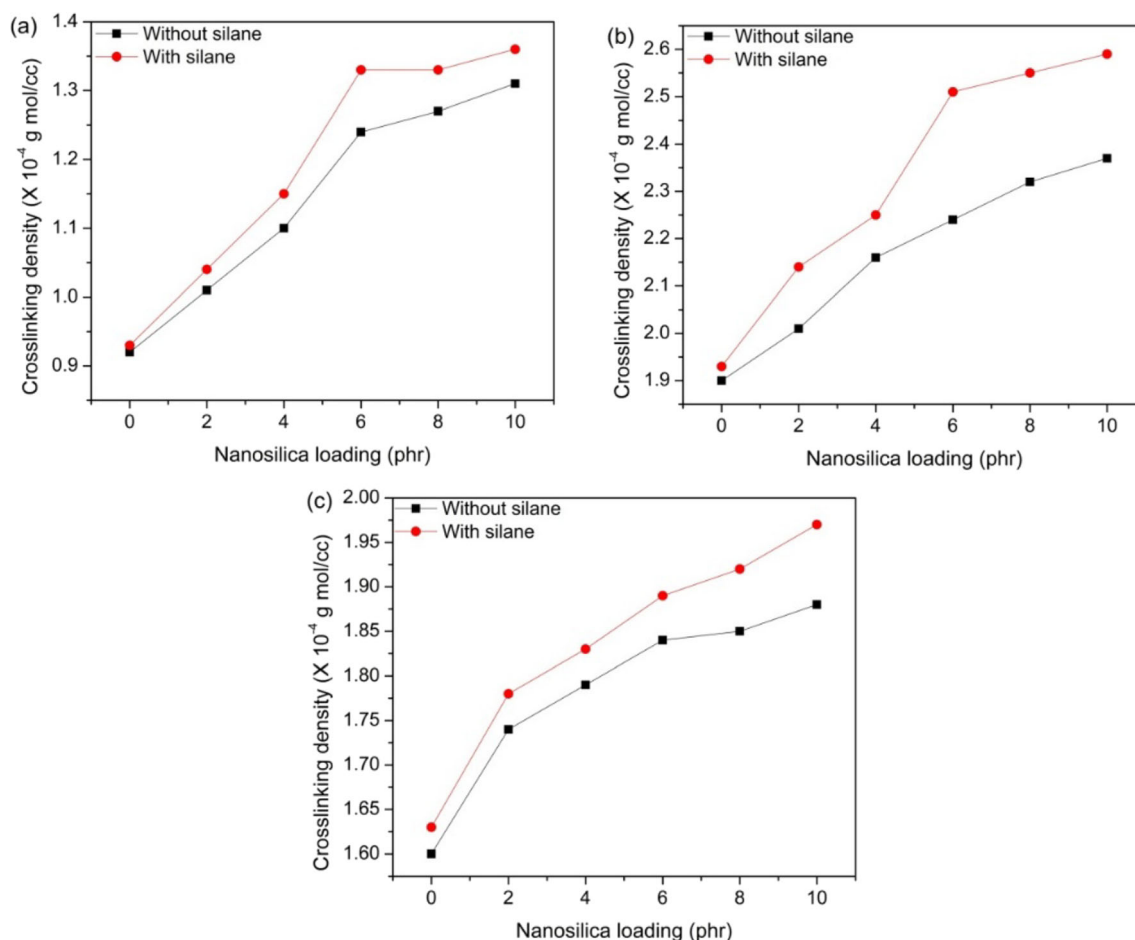 (a)
Without silane
With silane
1.4
1.3
1.2
1.1
1.0
0.9
Crosslinking density (X 10⁻⁴ g mol/cc)
0 2 4 6 8 10
Nanosilica loading (phr)
(b)
Without silane
With silane
2.6
2.5
2.4
2.3
2.2
2.1
2.0
1.9
Crosslinking density (X 10⁻⁴ g mol/cc)
0 2 4 6 8 10
Nanosilica loading (phr)
(c)
Without silane
With silane
2.00
1.95
1.90
1.85
1.80
1.75
1.70
1.65
1.60
Crosslinking density (X 10⁻⁴ g mol/cc)
0 2 4 6 8 10
Nanosilica loading (phr)